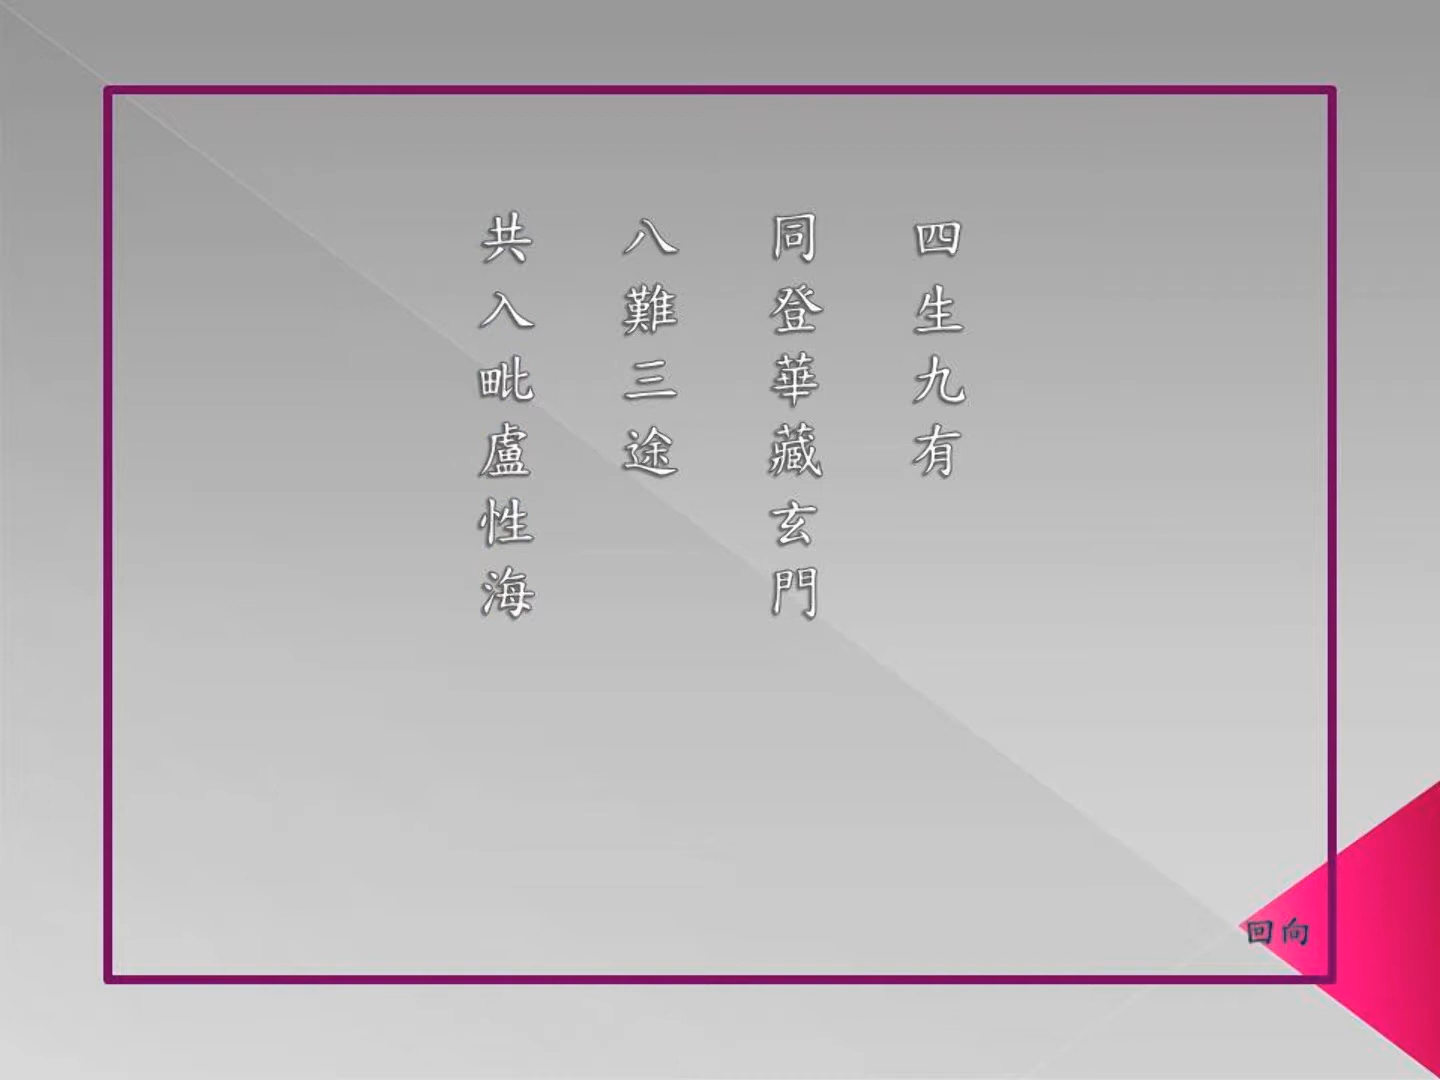 四生九有
同登華藏玄門
八難三途
共入毗盧性海
回向